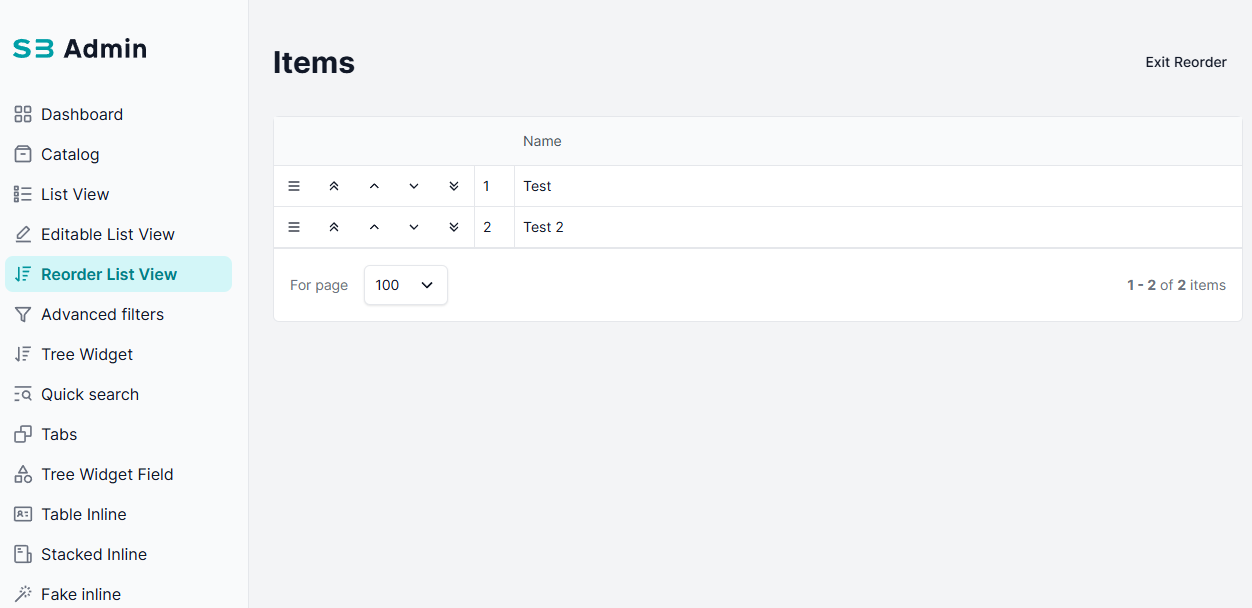 SB Admin
Dashboard
Catalog
List View
Editable List View
Reorder List View
Advanced filters
Tree Widget
Quick search
Tabs
Tree Widget Field
Table Inline
Stacked Inline
Fake inline
Items
Exit Reorder
Name
1 Test
2 Test 2
For page 100
1 - 2 of 2 items